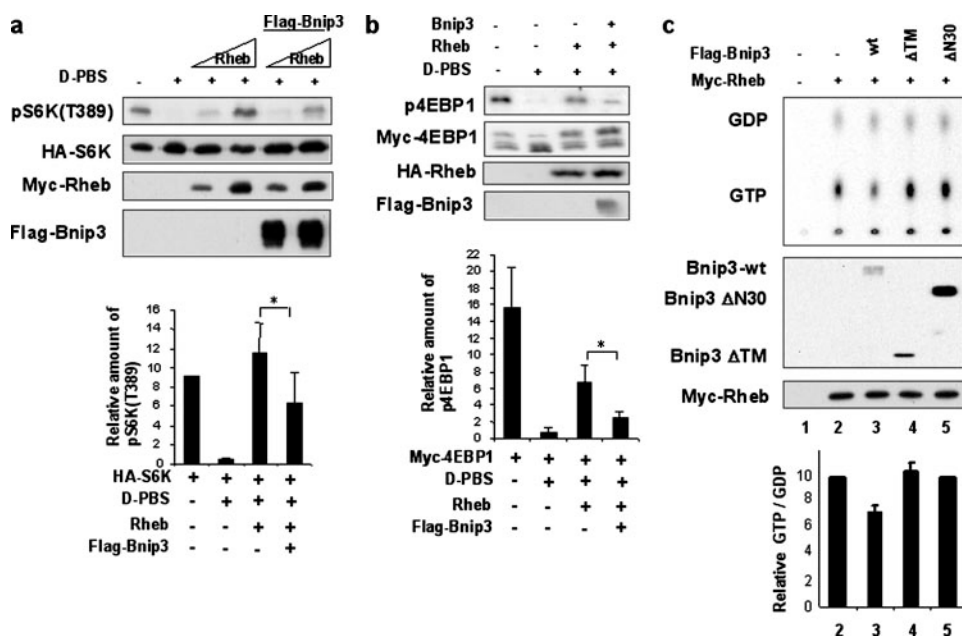 a
Flag-Bnip3
Rheb Rheb
D-PBS - + + + + +
pS6K(T389)
HA-S6K
Myc-Rheb
Flag-Bnip3
Relative amount of
pS6K(T389)
16
14
12
10
8
6
4
2
0
*
HA-S6K + + + +
D-PBS - + + +
Rheb - - + +
Flag-Bnip3 - - - +
b
Bnip3 - - - +
Rheb - - + +
D-PBS - + + +
p4EBP1
Myc-4EBP1
HA-Rheb
Flag-Bnip3
Relative amount of
p4EBP1
22
20
18
16
14
12
10
8
6
4
2
0
*
Myc-4EBP1 + + + +
D-PBS - + + +
Rheb - - + +
Flag-Bnip3 - - - +
c
Flag-Bnip3 - - wt ΔTM ΔN30
Myc-Rheb - + + + +
GDP
GTP
Bnip3-wt
Bnip3 ΔN30
Bnip3 ΔTM
Myc-Rheb
1 2 3 4 5
Relative GTP / GDP
10
8
6
4
2
0
2 3 4 5